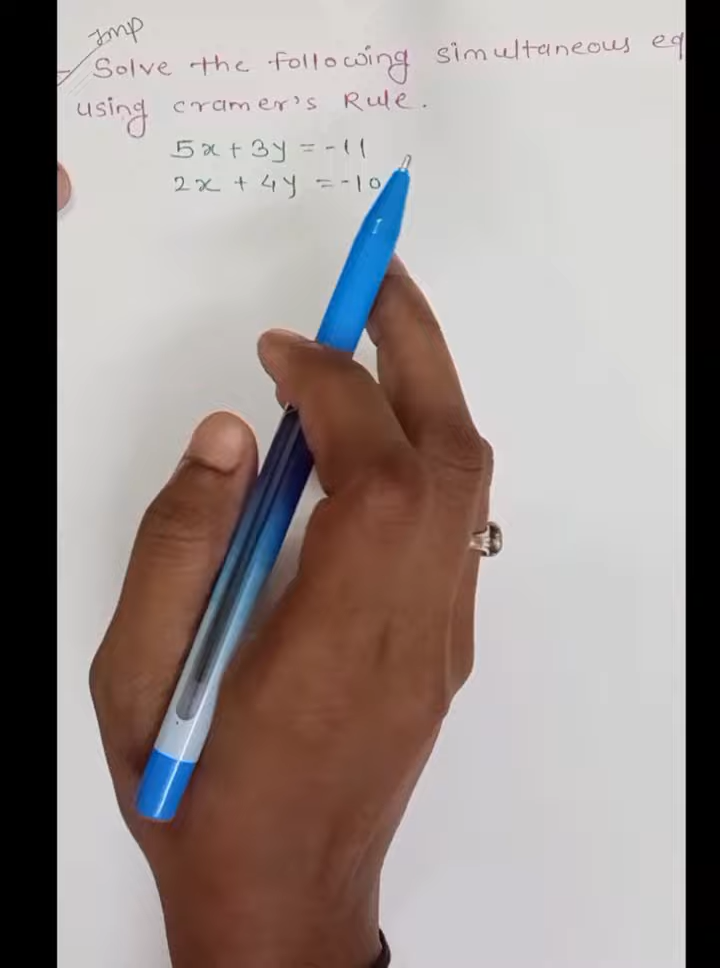 Imp
Solve the following simultaneous eq
using cramer's Rule.
5x + 3y = -11
2x + 4y = -10